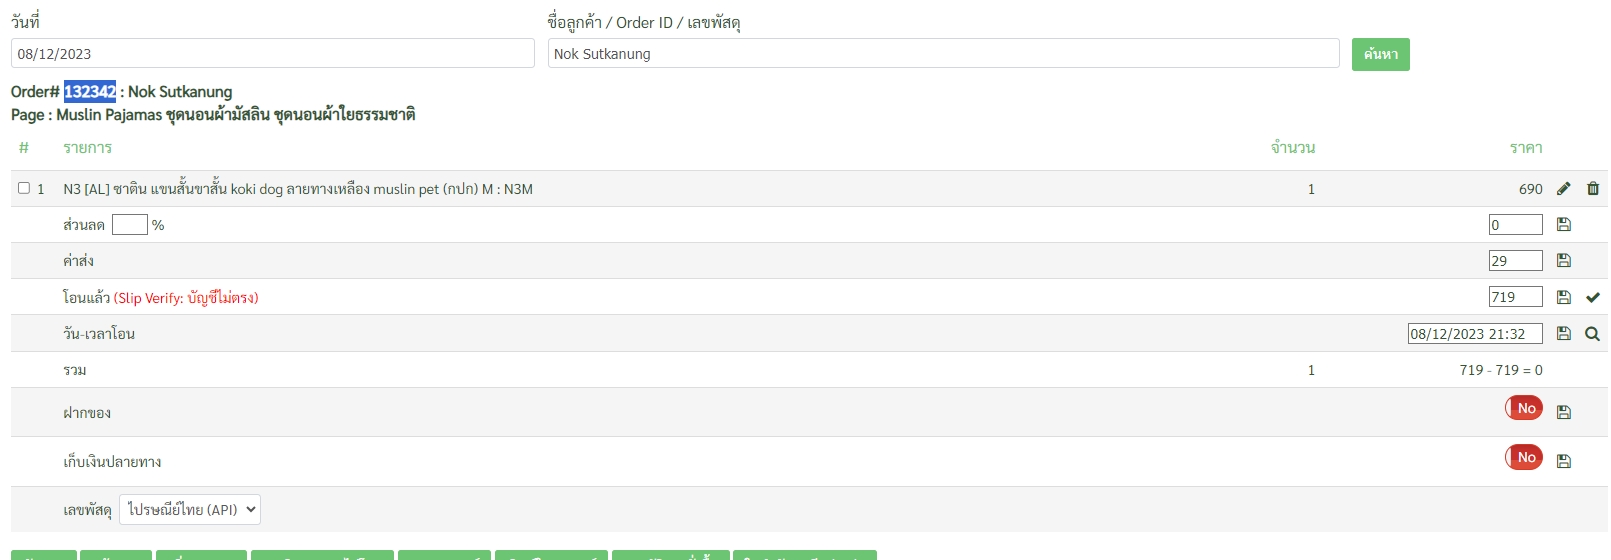 วันที่ ชื่อลูกค้า / Order ID / เลขพัสดุ
08/12/2023 Nok Sutkanung ค้นหา
Order# 132342 : Nok Sutkanung
Page : Muslin Pajamas ชุดนอนผ้ามัสลิน ชุดนอนผ้าใยธรรมชาติ
# รายการ จำนวน ราคา
1 N3 [AL] ซาติน แขนสั้นขาสั้น koki dog ลายทางเหลือง muslin pet (กปก) M : N3M 1 690
ส่วนลด % 0
ค่าส่ง 29
โอนแล้ว (Slip Verify: บัญชีไม่ตรง) 719
วัน-เวลาโอน 08/12/2023 21:32
รวม 1 719 - 719 = 0
ฝากของ No
เก็บเงินปลายทาง No
เลขพัสดุ ไปรษณีย์ไทย (API)